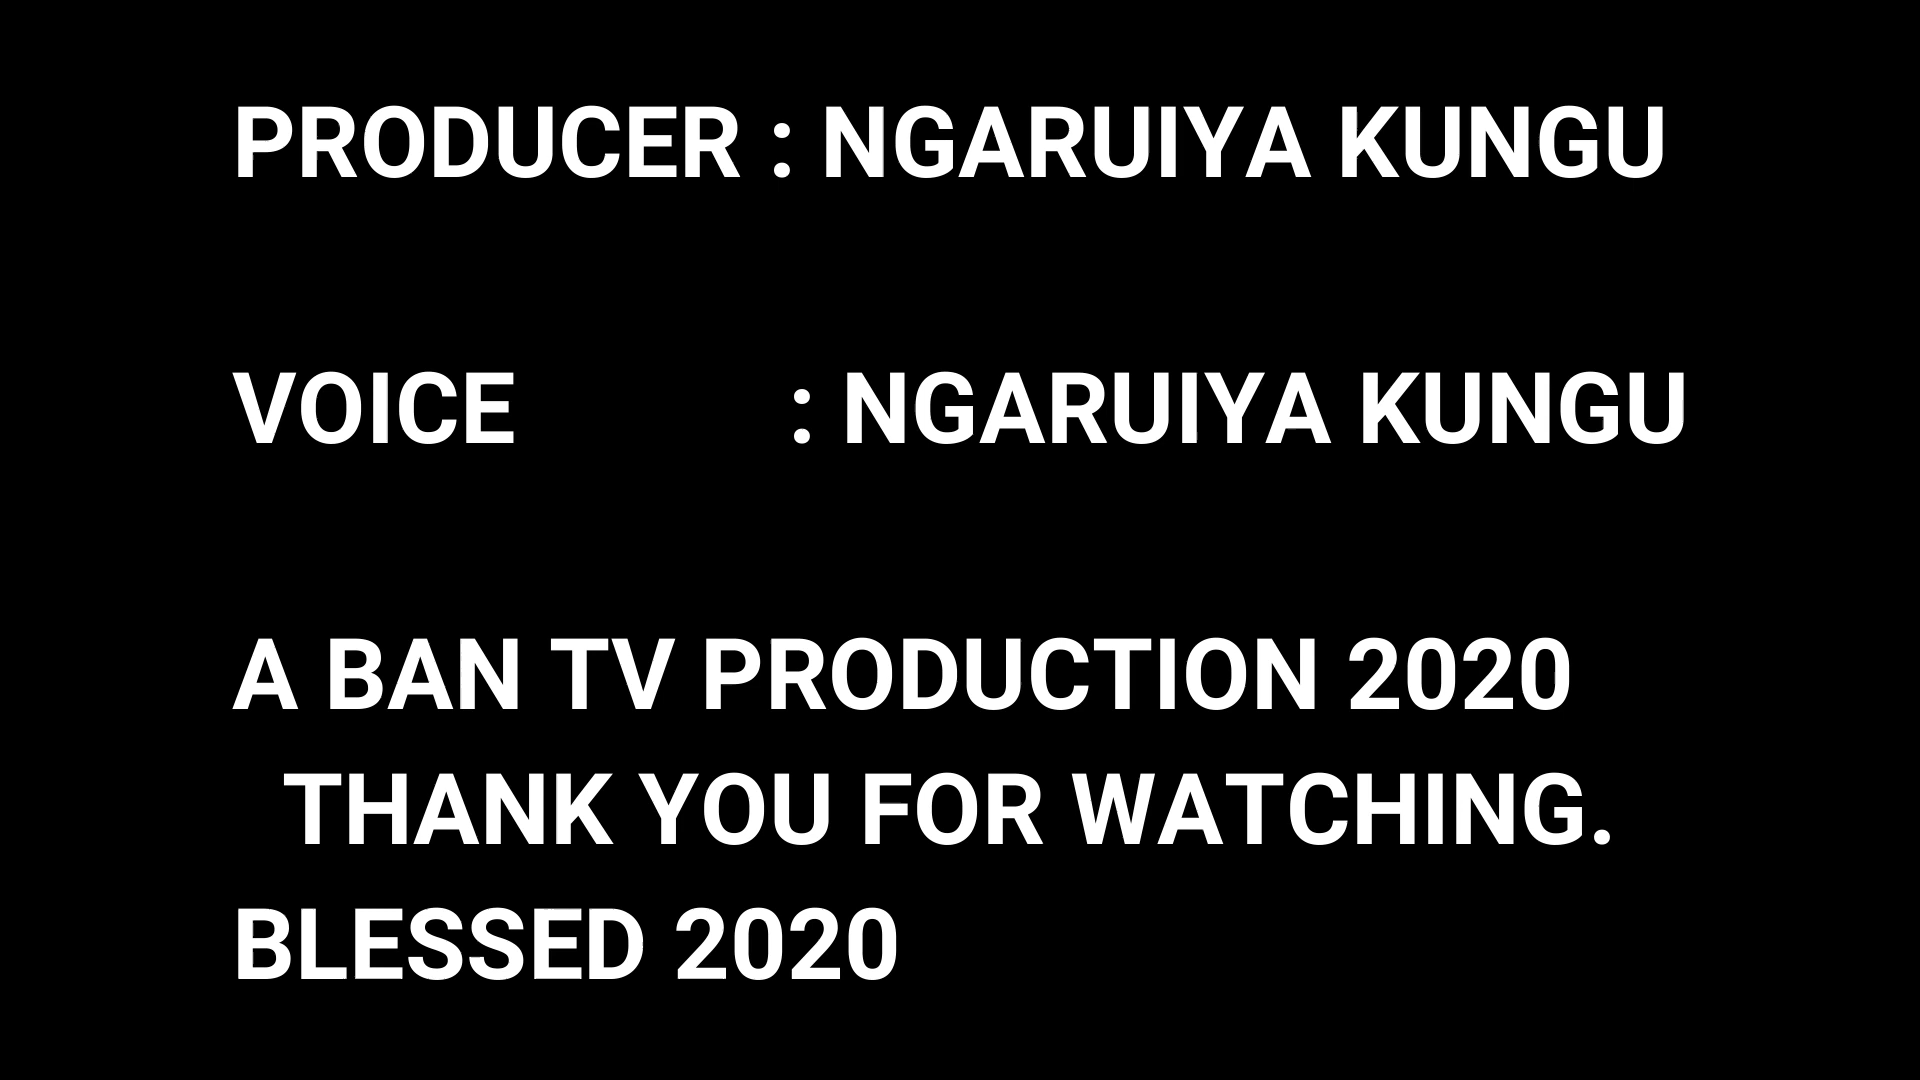 PRODUCER : NGARUIYA KUNGU
VOICE : NGARUIYA KUNGU
A BAN TV PRODUCTION 2020
THANK YOU FOR WATCHING.
BLESSED 2020